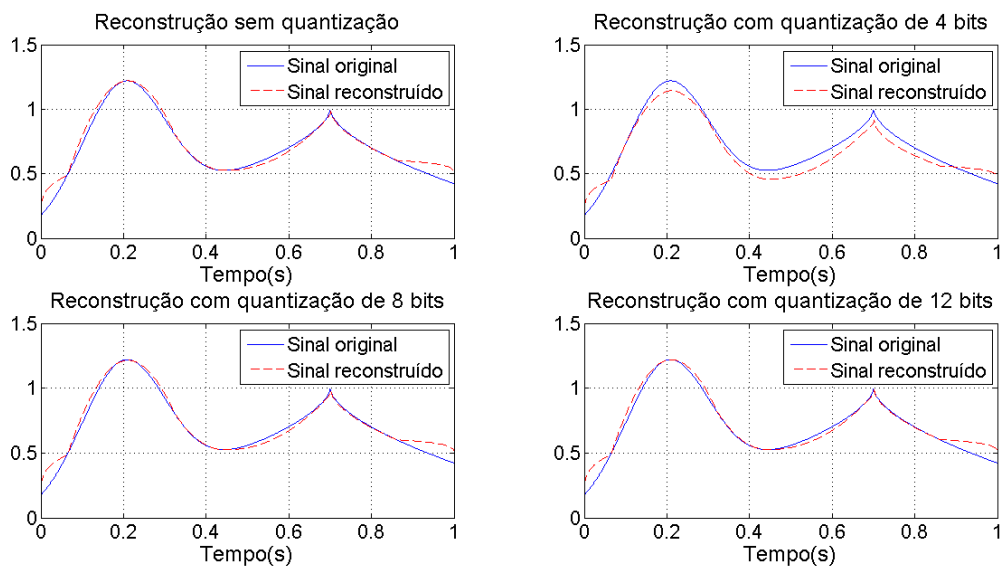 Reconstrução sem quantização
1.5
1
0.5
0
Sinal original
Sinal reconstruído
0 0.2 0.4 0.6 0.8 1
Tempo(s)
Reconstrução com quantização de 4 bits
1.5
1
0.5
0
Sinal original
Sinal reconstruído
0 0.2 0.4 0.6 0.8 1
Tempo(s)
Reconstrução com quantização de 8 bits
1.5
1
0.5
0
Sinal original
Sinal reconstruído
0 0.2 0.4 0.6 0.8 1
Tempo(s)
Reconstrução com quantização de 12 bits
1.5
1
0.5
0
Sinal original
Sinal reconstruído
0 0.2 0.4 0.6 0.8 1
Tempo(s)